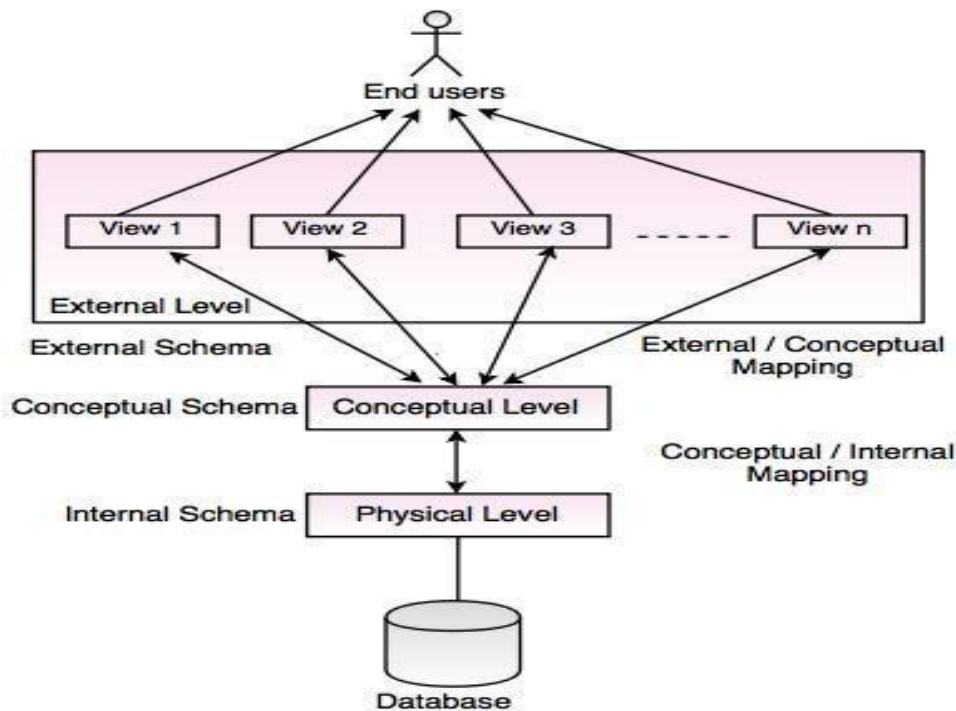 End users
View 1
View 2
View 3
View n
External Level
External Schema
External / Conceptual
Mapping
Conceptual Schema
Conceptual Level
Conceptual / Internal
Mapping
Internal Schema
Physical Level
Database